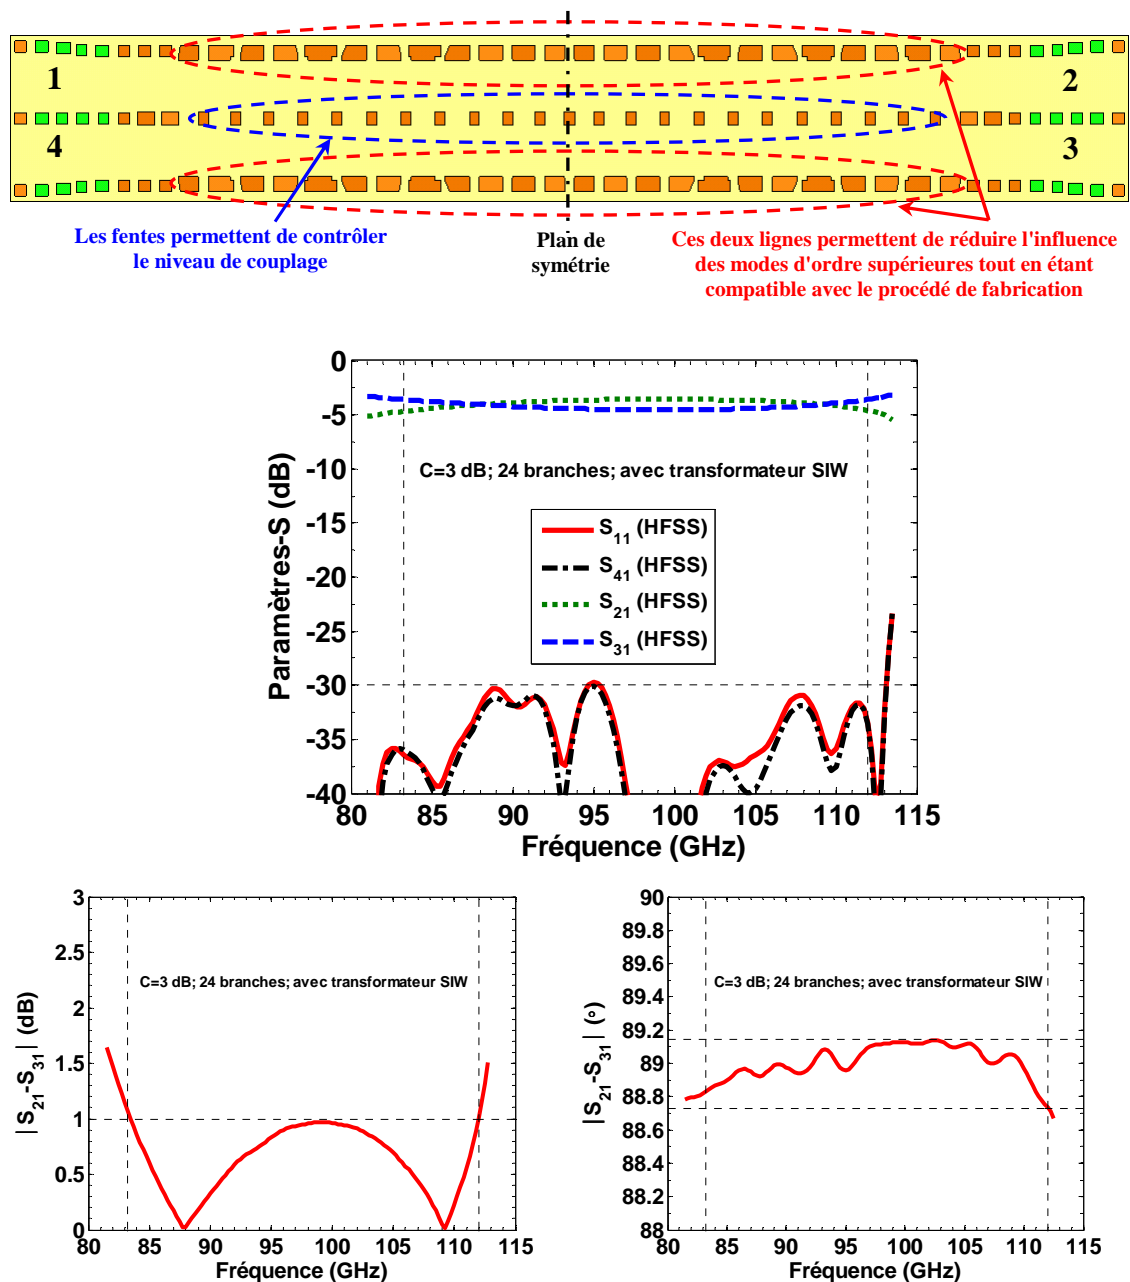 1
2
4
3
Les fentes permettent de contrôler
le niveau de couplage
Plan de
symétrie
Ces deux lignes permettent de réduire l'influence
des modes d'ordre supérieures tout en étant
compatible avec le procédé de fabrication
0
-5
-10
-15
-20
-25
-30
-35
-40
Paramètres-S (dB)
C=3 dB; 24 branches; avec transformateur SIW
S11 (HFSS)
S41 (HFSS)
S21 (HFSS)
S31 (HFSS)
80 85 90 95 100 105 110 115
Fréquence (GHz)
3
2.5
2
1.5
1
0.5
0
|S21-S31| (dB)
C=3 dB; 24 branches; avec transformateur SIW
80 85 90 95 100 105 110 115
Fréquence (GHz)
90
89.8
89.6
89.4
89.2
89
88.8
88.6
88.4
88.2
88
|S21-S31| (°)
C=3 dB; 24 branches; avec transformateur SIW
80 85 90 95 100 105 110 115
Fréquence (GHz)